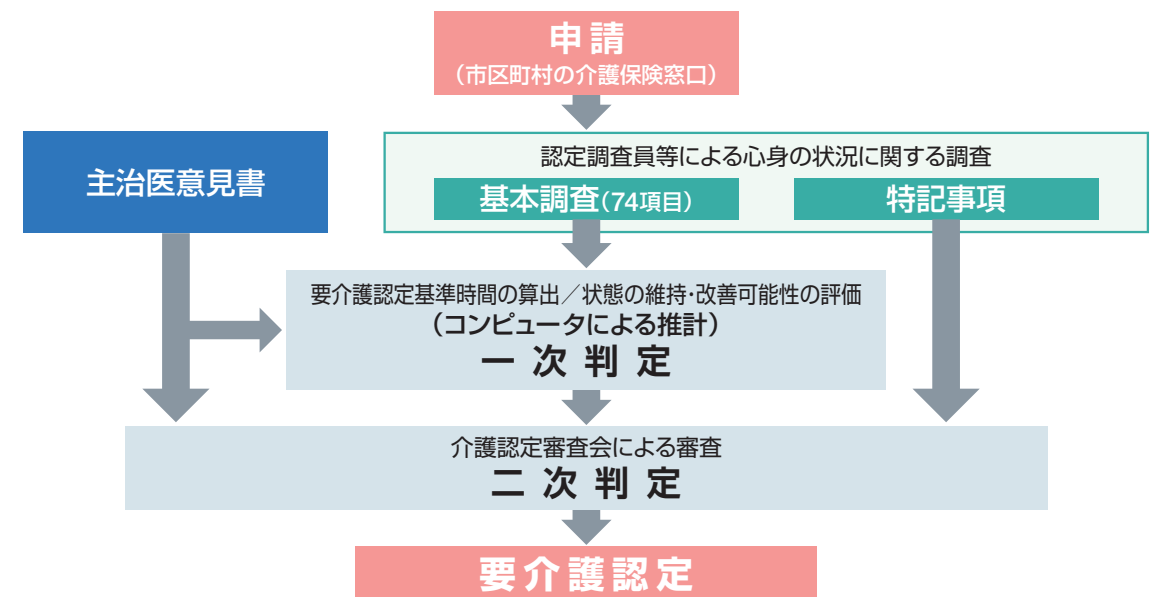 申請
（市区町村の介護保険窓口）
主治医意見書
認定調査員等による心身の状況に関する調査
基本調査（74項目）
特記事項
要介護認定基準時間の算出／状態の維持・改善可能性の評価
（コンピュータによる推計）
一次判定
介護認定審査会による審査
二次判定
要介護認定